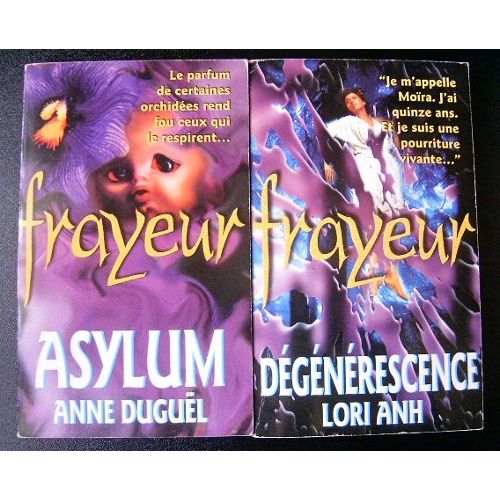 Le parfum
de certaines
orchidées rend
fou ceux qui
le respirent...
frayeur
ASYLUM
ANNE DUGUËL
"Je m'appelle
Moïra. J'ai
quinze ans.
Et je suis une
pourriture
vivante..."
frayeur
DÉGÉNÉRESCENCE
LORI ANH